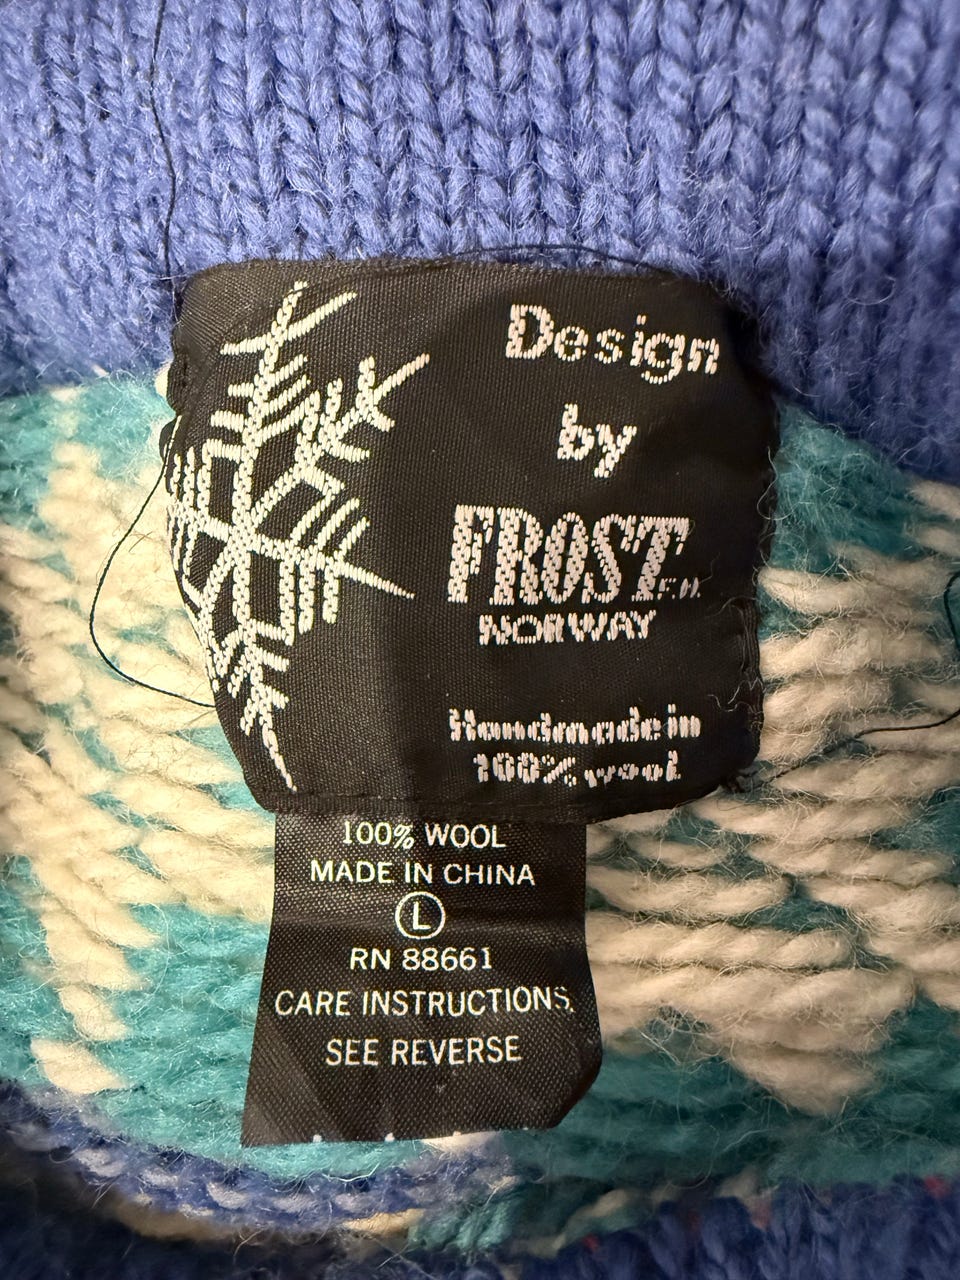 Design
by
FROST F.H.
NORWAY
Handmade in
100% wool
100% WOOL
MADE IN CHINA
L
RN 88661
CARE INSTRUCTIONS
SEE REVERSE